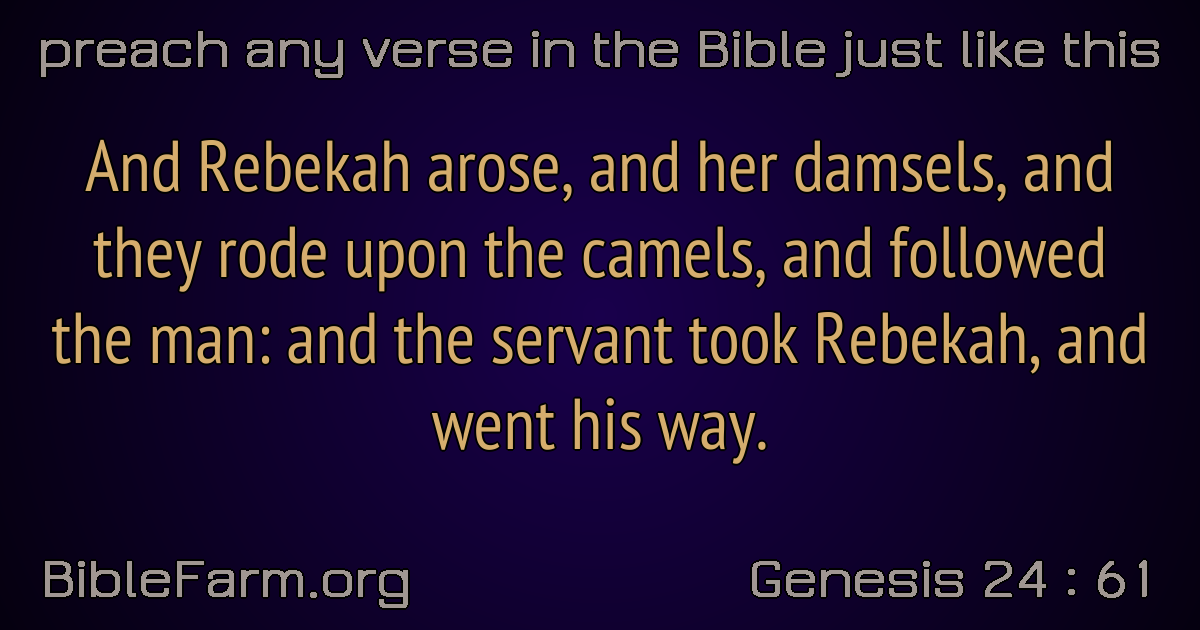 preach any verse in the Bible just like this
And Rebekah arose, and her damsels, and
they rode upon the camels, and followed
the man: and the servant took Rebekah, and
went his way.
BibleFarm.org
Genesis 24 : 61